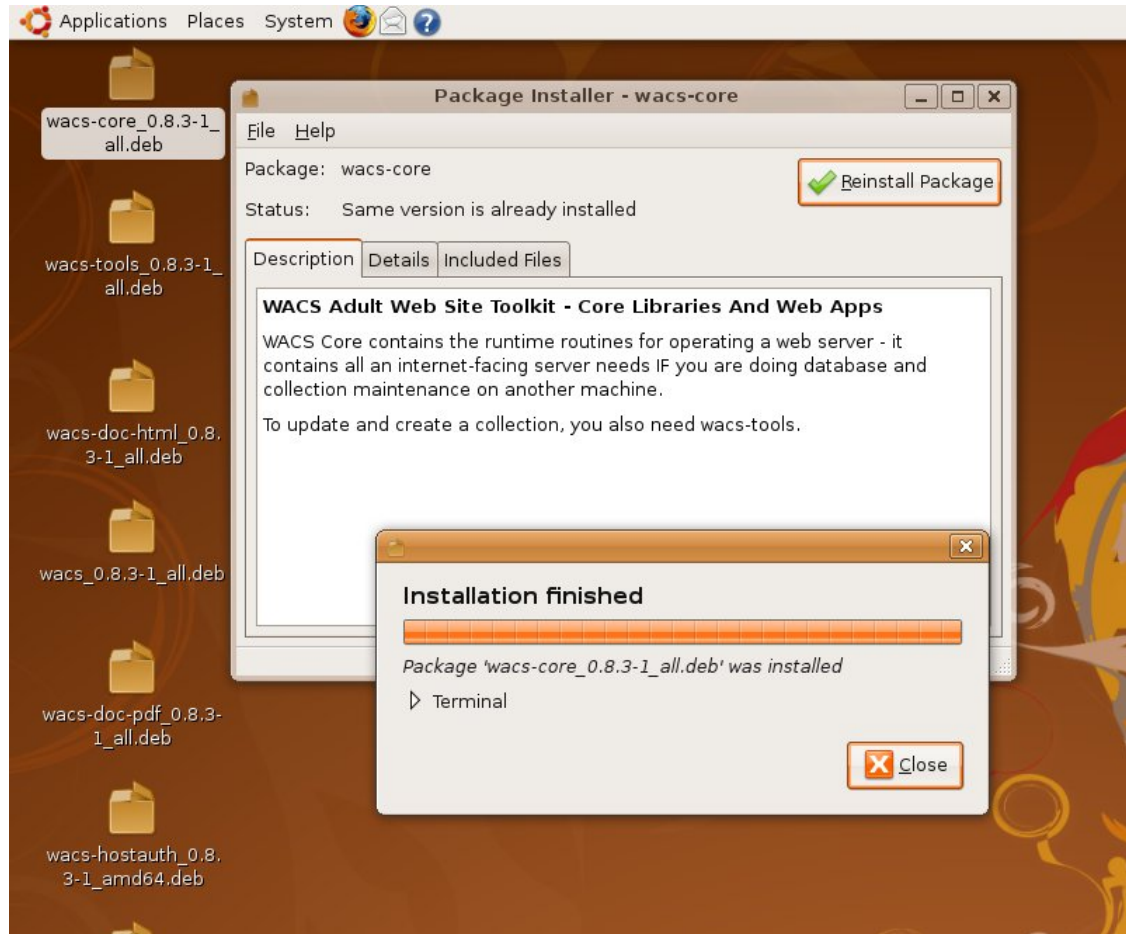 Applications Places System
wacs-core_0.8.3-1_
all.deb
wacs-tools_0.8.3-1_
all.deb
wacs-doc-html_0.8.
3-1_all.deb
wacs_0.8.3-1_all.deb
wacs-doc-pdf_0.8.3-
1_all.deb
wacs-hostauth_0.8.
3-1_amd64.deb
Package Installer - wacs-core
File Help
Package: wacs-core
Reinstall Package
Status: Same version is already installed
Description Details Included Files
WACS Adult Web Site Toolkit - Core Libraries And Web Apps
WACS Core contains the runtime routines for operating a web server - it
contains all an internet-facing server needs IF you are doing database and
collection maintenance on another machine.
To update and create a collection, you also need wacs-tools.
Installation finished
Package 'wacs-core_0.8.3-1_all.deb' was installed
Terminal
Close